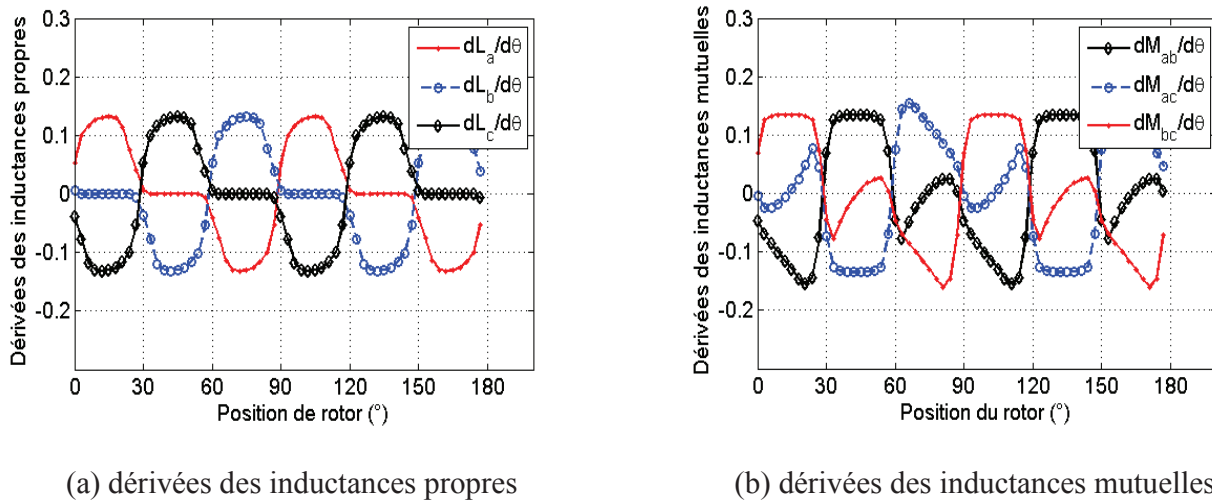 Dérivées des inductances propres
0.3
0.2
0.1
0
-0.1
-0.2
dLa/dθ
dLb/dθ
dLc/dθ
0 30 60 90 120 150 180
Position de rotor (°)
(a) dérivées des inductances propres
Dérivées des inductances mutuelles
0.3
0.2
0.1
0
-0.1
-0.2
dMab/dθ
dMac/dθ
dMbc/dθ
0 30 60 90 120 150 180
Position du rotor (°)
(b) dérivées des inductances mutuelles